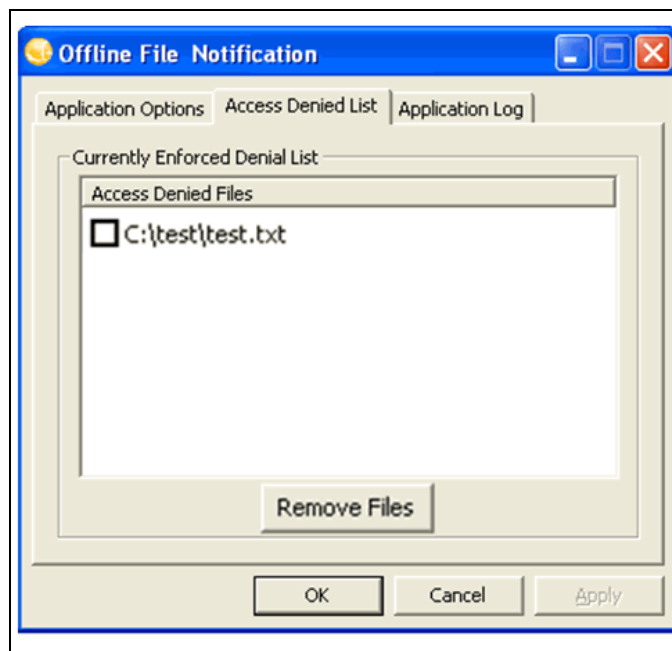 Offline File Notification
Application Options Access Denied List Application Log
Currently Enforced Denial List
Access Denied Files
C:\test\test.txt
Remove Files
OK Cancel Apply